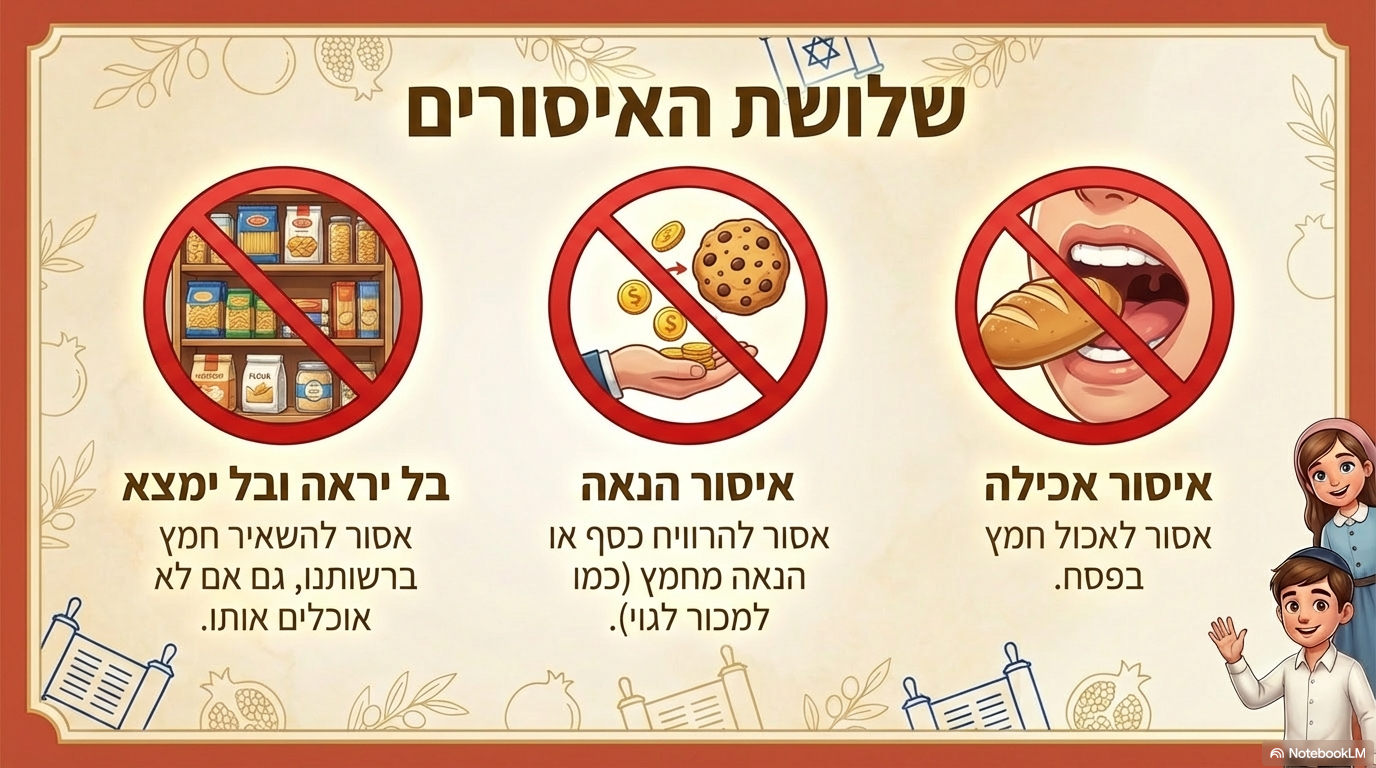 שלושת האיסורים
איסור אכילה
אסור לאכול חמץ
בפסח.
איסור הנאה
אסור להרוויח כסף או
הנאה מחמץ (כמו
למכור לגוי).
בל יראה ובל ימצא
אסור להשאיר חמץ
ברשותנו, גם אם לא
אוכלים אותו.
FLOUR
NotebookLM